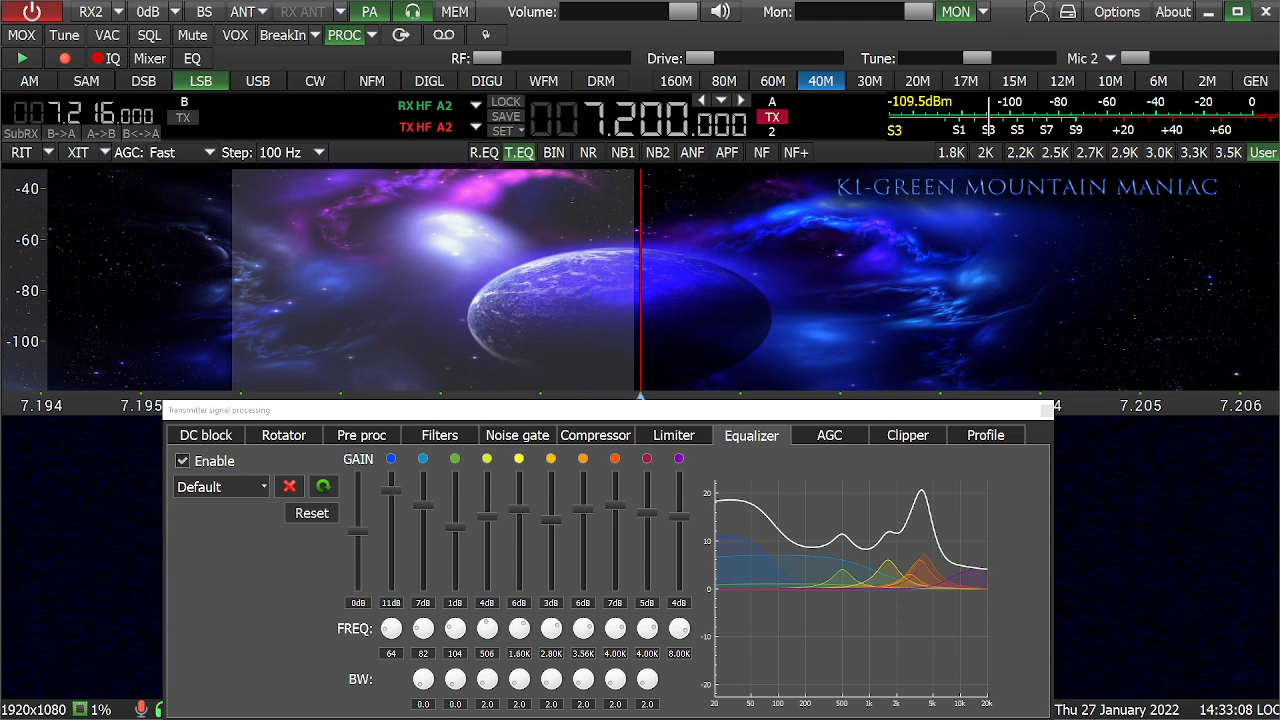 RX2 0dB BS ANT RX ANT PA MEM Volume: Mon: MON Options About
MOX Tune VAC SQL Mute VOX BreakIn PROC
IQ Mixer EQ RF: Drive: Tune: Mic 2
AM SAM DSB LSB USB CW NFM DIGL DIGU WFM DRM 160M 80M 60M 40M 30M 20M 17M 15M 12M 10M 6M 2M GEN
7.216.000 B TX RX HF A2 TX HF A2 LOCK SAVE SET 7.200.000 A TX 2
-109.5dBm -100 -80 -60 -40 -20 0
S3 S1 S3 S5 S7 S9 +20 +40 +60
SubRX B->A A->B B<->A
RIT XIT AGC: Fast Step: 100 Hz R.EQ T.EQ BIN NR NB1 NB2 ANF APF NF NF+ 1.8K 2K 2.2K 2.5K 2.7K 2.9K 3.0K 3.3K 3.5K User
K1-GREEN MOUNTAIN MANIAC
-40
-60
-80
-100
7.194 7.195 4 7.205 7.206
Transmitter signal processing
DC block Rotator Pre proc Filters Noise gate Compressor Limiter Equalizer AGC Clipper Profile
Enable GAIN
Default
Reset
0dB 11dB 7dB 1dB 4dB 6dB 3dB 6dB 7dB 5dB 4dB
FREQ:
64 82 104 506 1.60K 2.80K 3.56K 4.00K 4.00K 8.00K
BW:
0.0 0.0 2.0 2.0 2.0 2.0 2.0 2.0
20
10
0
-10
-20
20 50 100 200 500 1k 2k 5k 10k 20k
1920x1080 1% Thu 27 January 2022 14:33:08 LOC